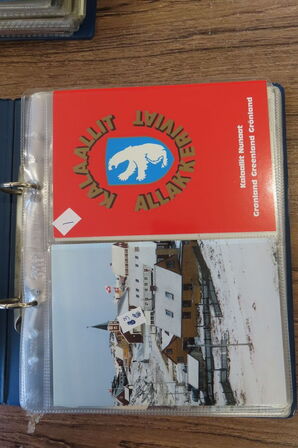 KALAALLIT ALLAKKERIVIAT
Kalaallit Nunaat
Grønland Greenland Grönland